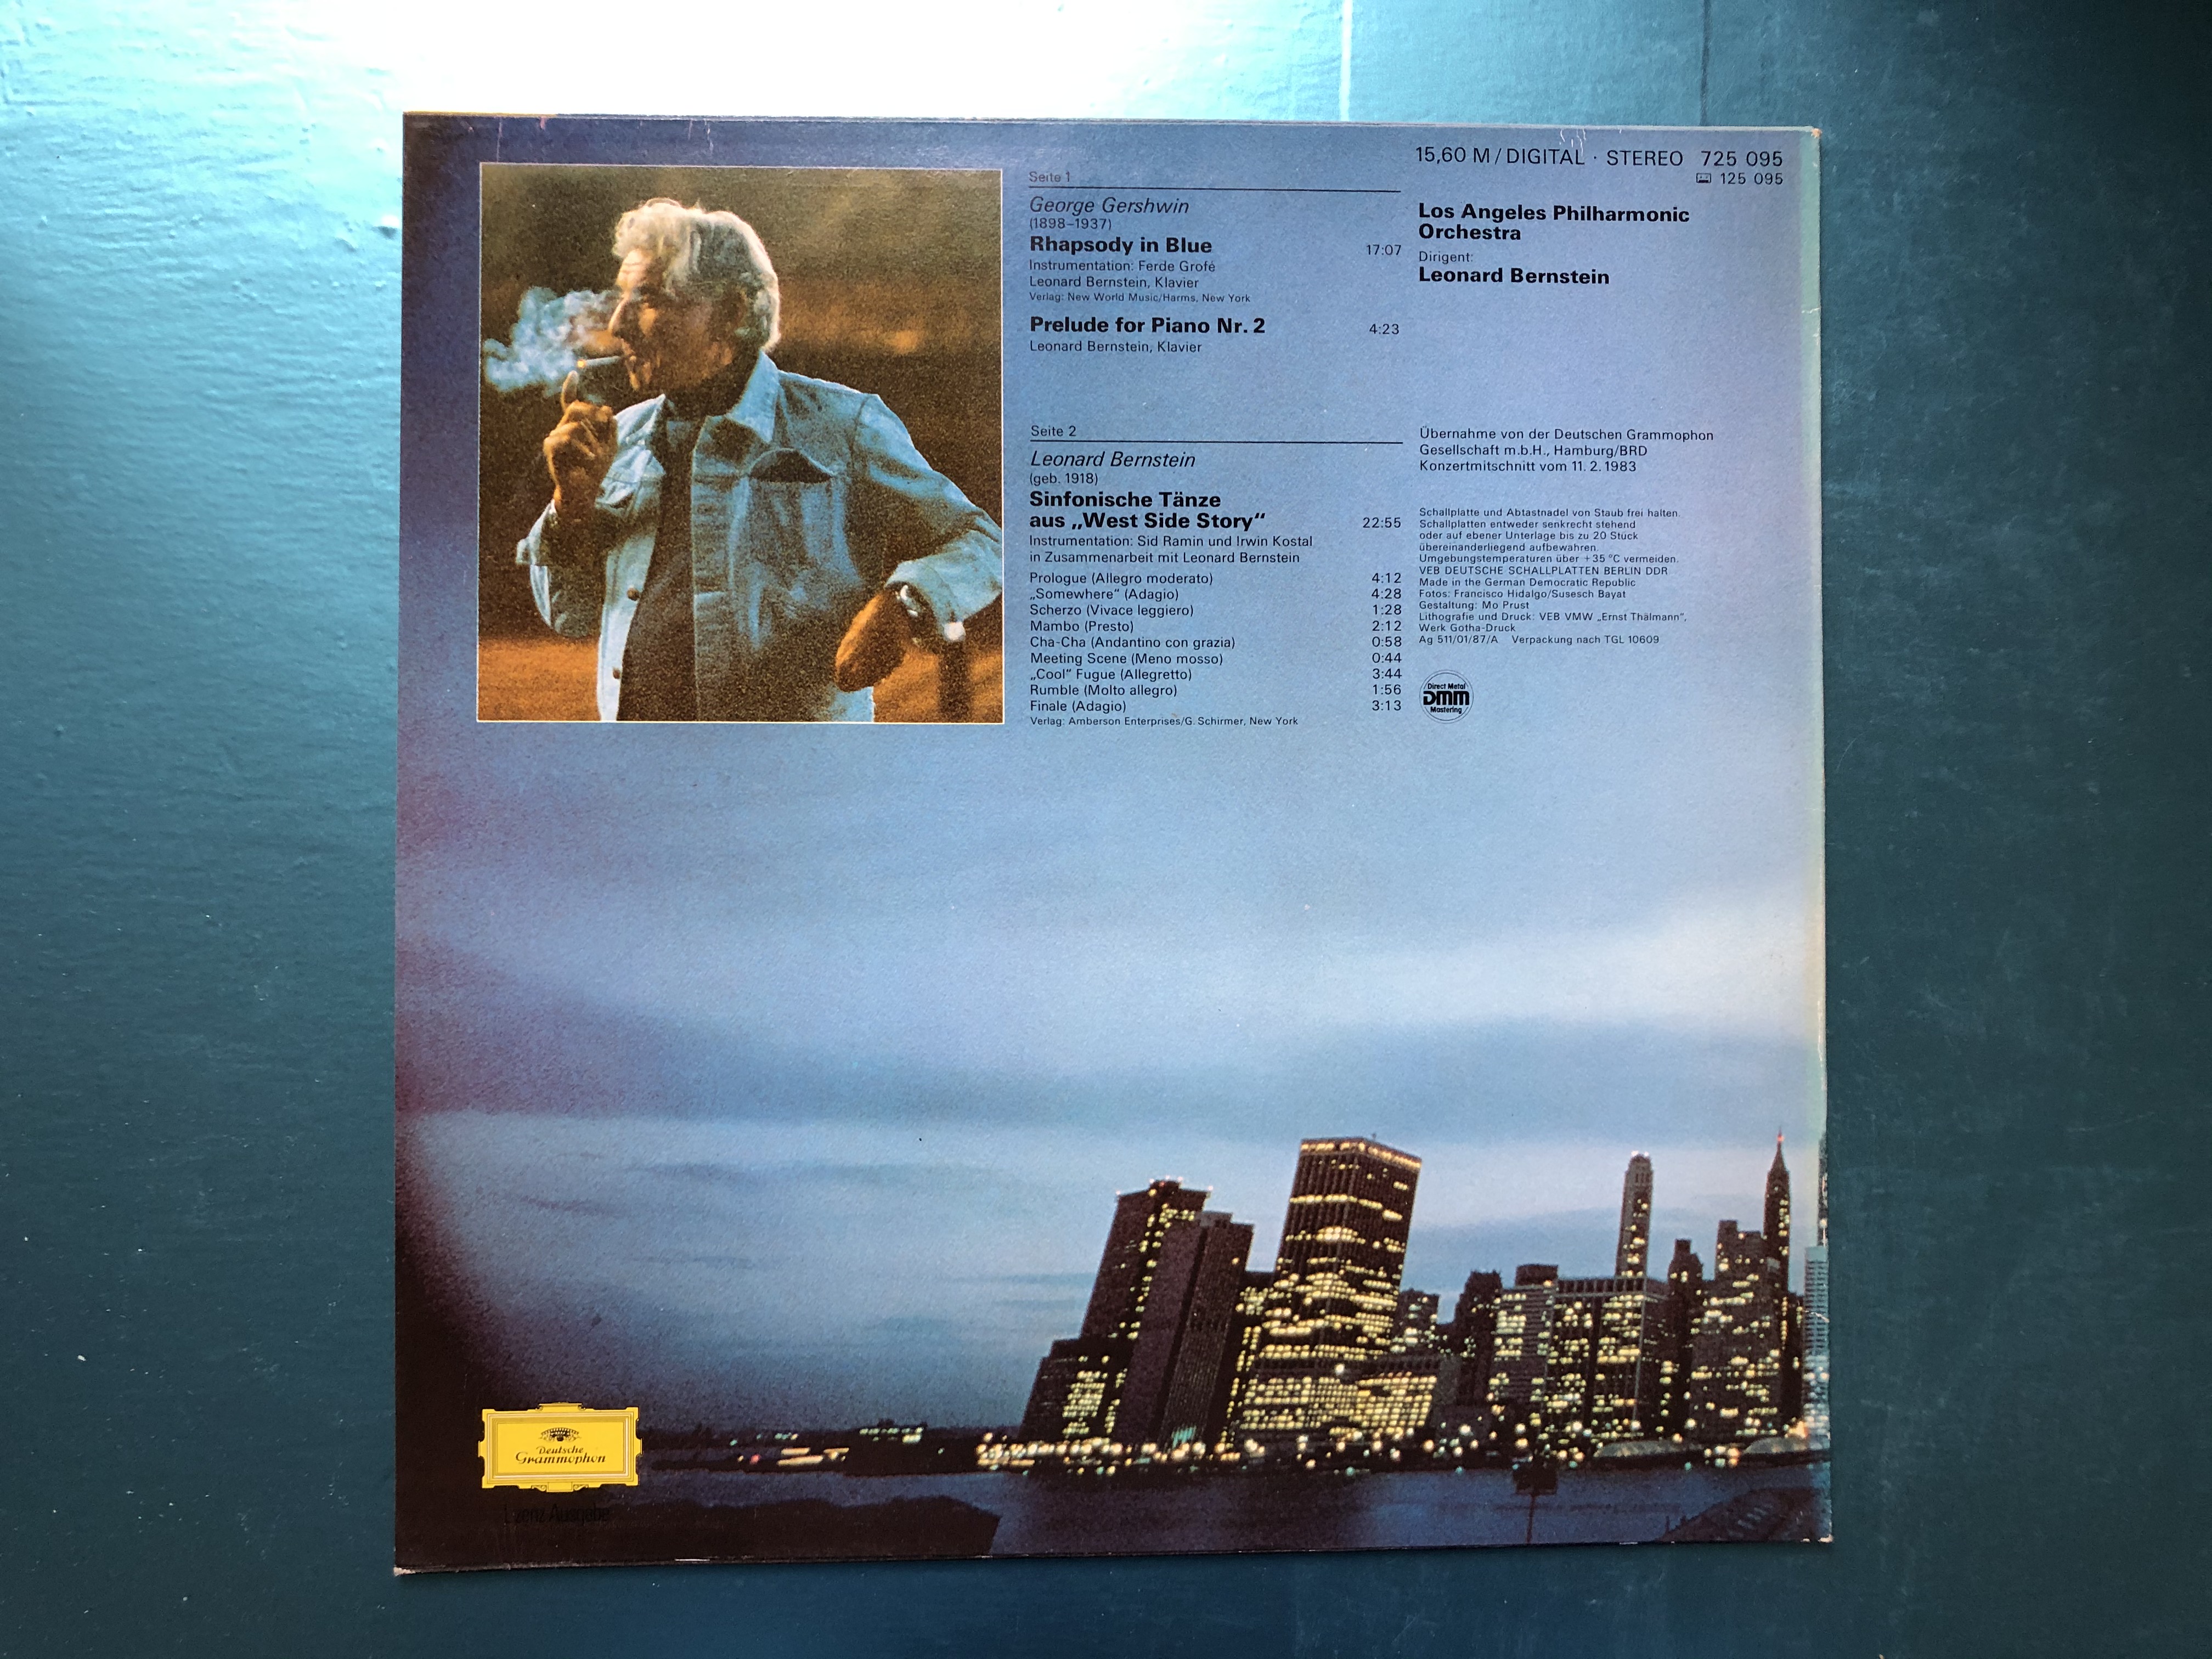 15,60 M / DIGITAL · STEREO 725 095
125 095
Seite 1
George Gershwin
(1898–1937)
Rhapsody in Blue 17:07
Instrumentation: Ferde Grofé
Leonard Bernstein, Klavier
Verlag: New World Music/Harms, New York
Prelude for Piano Nr. 2 4:23
Leonard Bernstein, Klavier
Los Angeles Philharmonic
Orchestra
Dirigent:
Leonard Bernstein
Seite 2
Leonard Bernstein
(geb. 1918)
Sinfonische Tänze
aus „West Side Story“ 22:55
Instrumentation: Sid Ramin und Irwin Kostal
in Zusammenarbeit mit Leonard Bernstein
Prologue (Allegro moderato) 4:12
„Somewhere“ (Adagio) 4:28
Scherzo (Vivace leggiero) 1:28
Mambo (Presto) 2:12
Cha-Cha (Andantino con grazia) 0:58
Meeting Scene (Meno mosso) 0:44
„Cool“ Fugue (Allegretto) 3:44
Rumble (Molto allegro) 1:56
Finale (Adagio) 3:13
Verlag: Amberson Enterprises/G. Schirmer, New York
Übernahme von der Deutschen Grammophon
Gesellschaft m.b.H., Hamburg/BRD
Konzertmitschnitt vom 11. 2. 1983
Schallplatte und Abtastnadel von Staub frei halten.
Schallplatten entweder senkrecht stehend
oder auf ebener Unterlage bis zu 20 Stück
übereinanderliegend aufbewahren.
Umgebungstemperaturen über +35 °C vermeiden.
VEB DEUTSCHE SCHALLPLATTEN BERLIN DDR
Made in the German Democratic Republic
Fotos: Francisco Hidalgo/Susesch Bayat
Gestaltung: Mo Prust
Lithografie und Druck: VEB VMW „Ernst Thälmann“,
Werk Gotha-Druck
Ag 511/01/87/A Verpackung nach TGL 10609
Direct Metal
DMM
Mastering
Deutsche
Grammophon
Lizenz Ausgabe